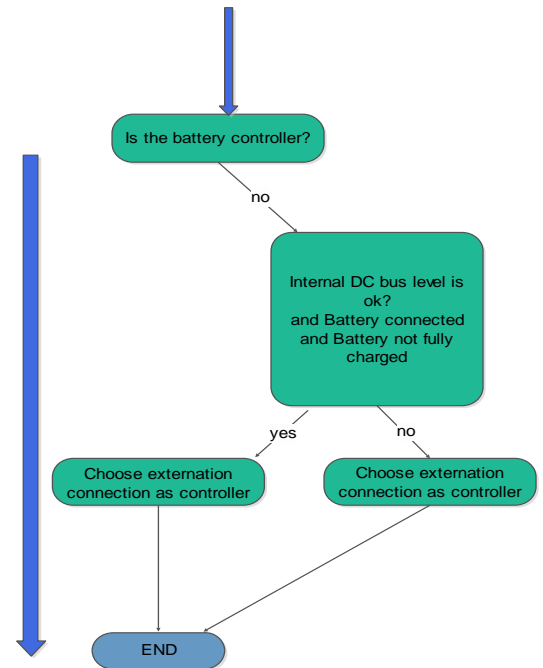 Is the battery controller?
no
Internal DC bus level is
ok?
and Battery connected
and Battery not fully
charged
yes
no
Choose externation
connection as controller
Choose externation
connection as controller
END